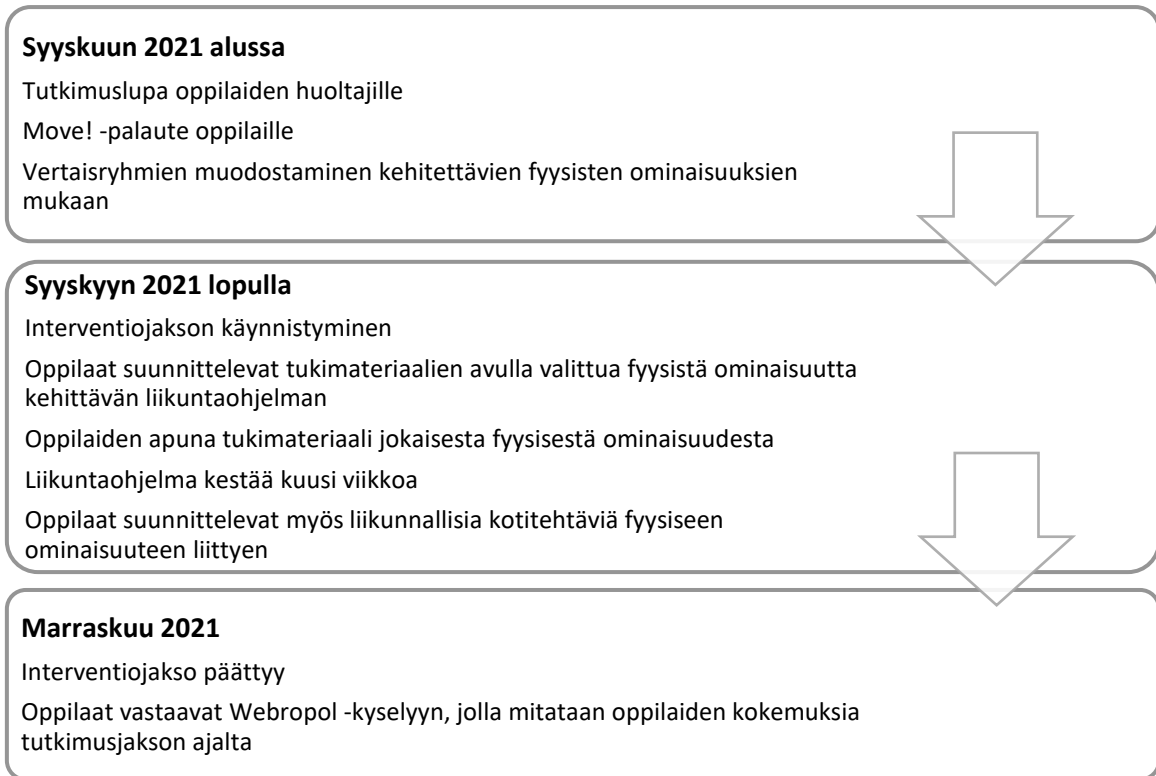 Syyskuun 2021 alussa
Tutkimuslupa oppilaiden huoltajille
Move! -palaute oppilaille
Vertaisryhmien muodostaminen kehitettävien fyysisten ominaisuuksien
mukaan
Syyskyyn 2021 lopulla
Interventiojakson käynnistyminen
Oppilaat suunnittelevat tukimateriaalien avulla valittua fyysistä ominaisuutta
kehittävän liikuntaohjelman
Oppilaiden apuna tukimateriaali jokaisesta fyysisestä ominaisuudesta
Liikuntaohjelma kestää kuusi viikkoa
Oppilaat suunnittelevat myös liikunnallisia kotitehtäviä fyysiseen
ominaisuuteen liittyen
Marraskuu 2021
Interventiojakso päättyy
Oppilaat vastaavat Webropol -kyselyyn, jolla mitataan oppilaiden kokemuksia
tutkimusjakson ajalta